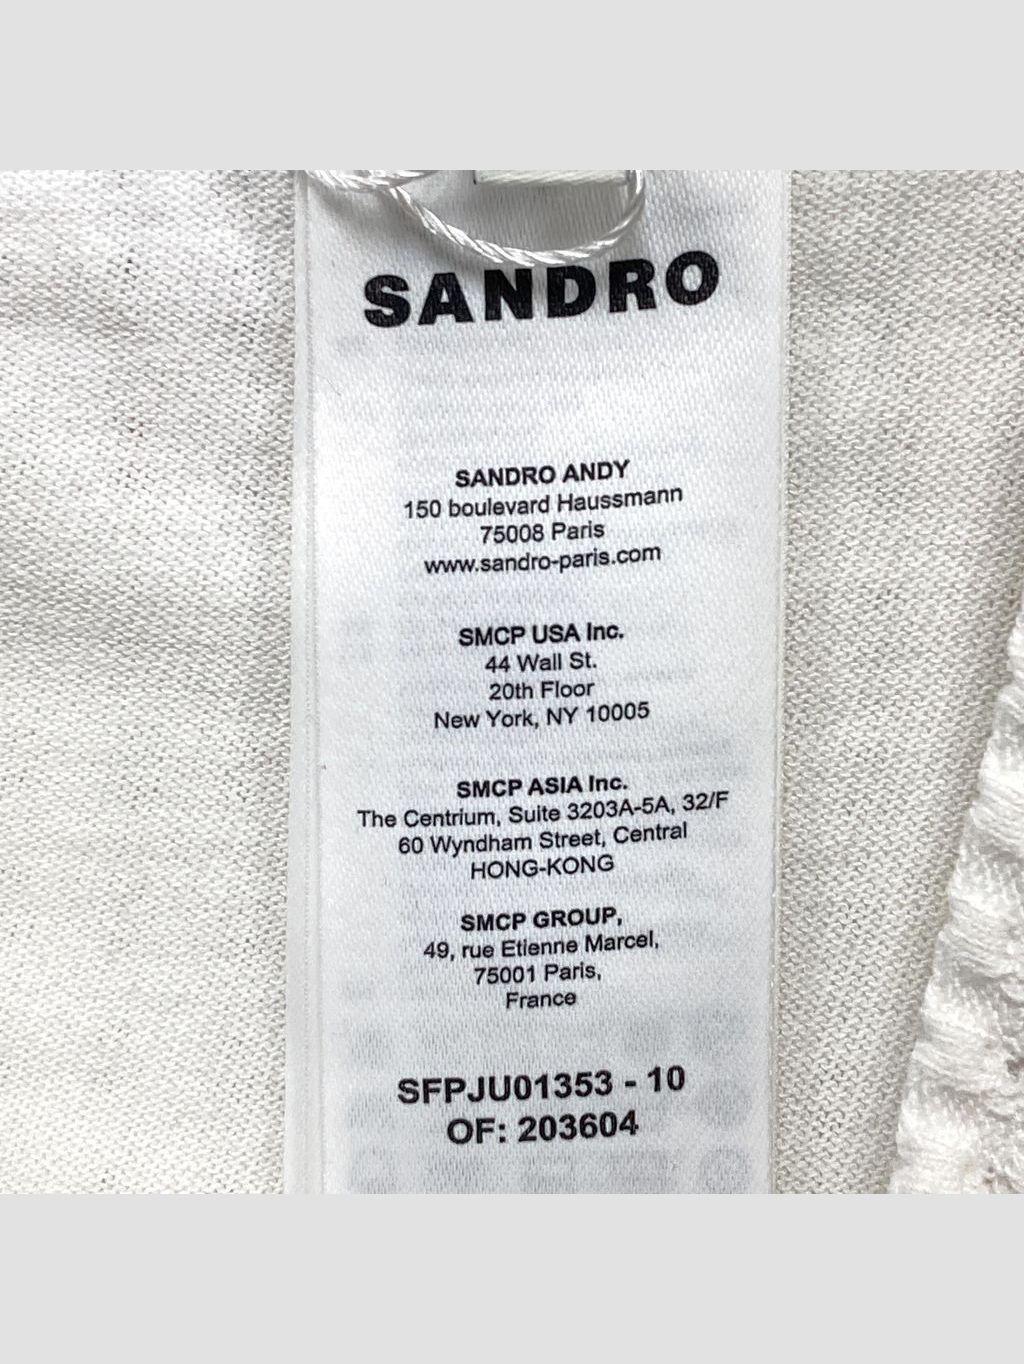 SANDRO
SANDRO ANDY
150 boulevard Haussmann
75008 Paris
www.sandro-paris.com
SMCP USA Inc.
44 Wall St.
20th Floor
New York, NY 10005
SMCP ASIA Inc.
The Centrium, Suite 3203A-5A, 32/F
60 Wyndham Street, Central
HONG-KONG
SMCP GROUP,
49, rue Etienne Marcel,
75001 Paris,
France
SFPJU01353 - 10
OF: 203604